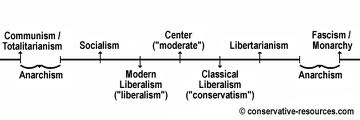 Communism /
Totalitarianism
Socialism
Center
("moderate")
Libertarianism
Fascism /
Monarchy
Anarchism
Modern
Liberalism
("liberalism")
Classical
Liberalism
("conservatism")
Anarchism
© conservative-resources.com